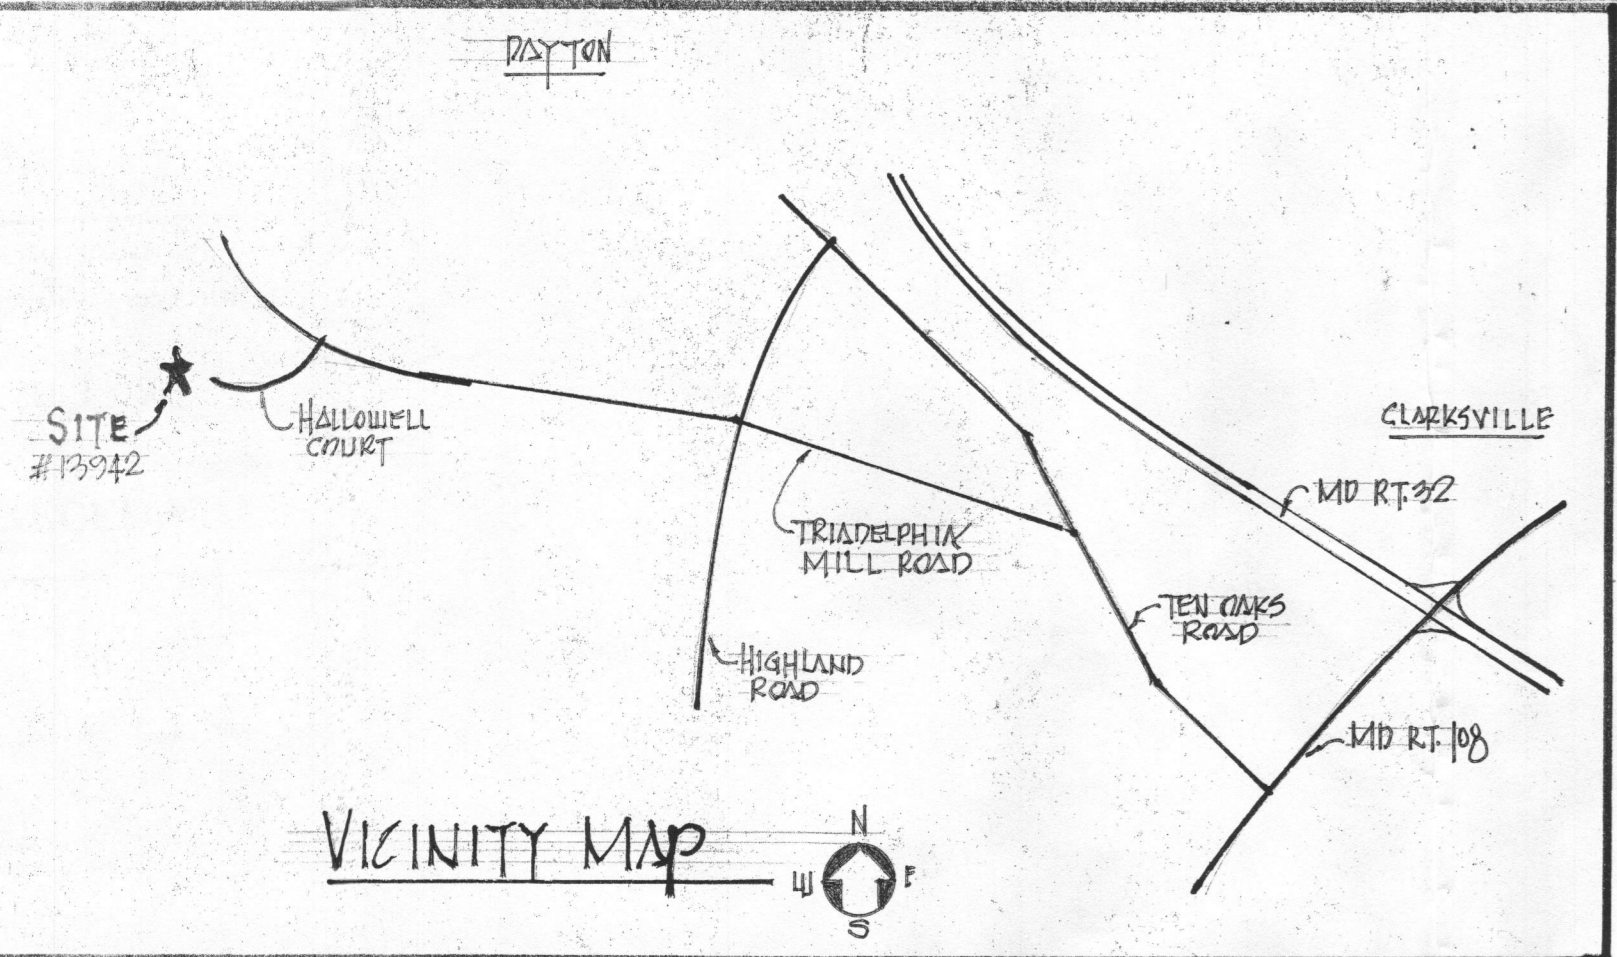 DAYTON
CLARKSVILLE
SITE
#13942
HALLOWELL
COURT
MD RT. 32
TRIADELPHIA
MILL ROAD
TEN OAKS
ROAD
HIGHLAND
ROAD
MD RT. 108
VICINITY MAP
N
W E
S